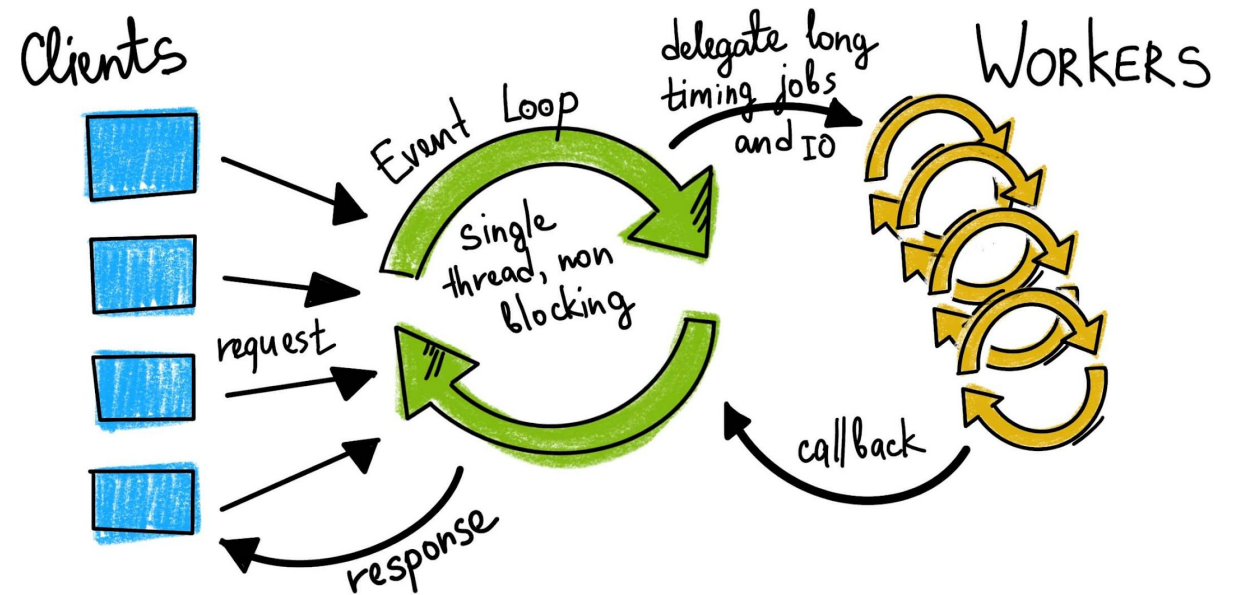 Clients
Event Loop
delegate long
timing jobs
and IO
WORKERS
single
thread, non
blocking
request
callback
response